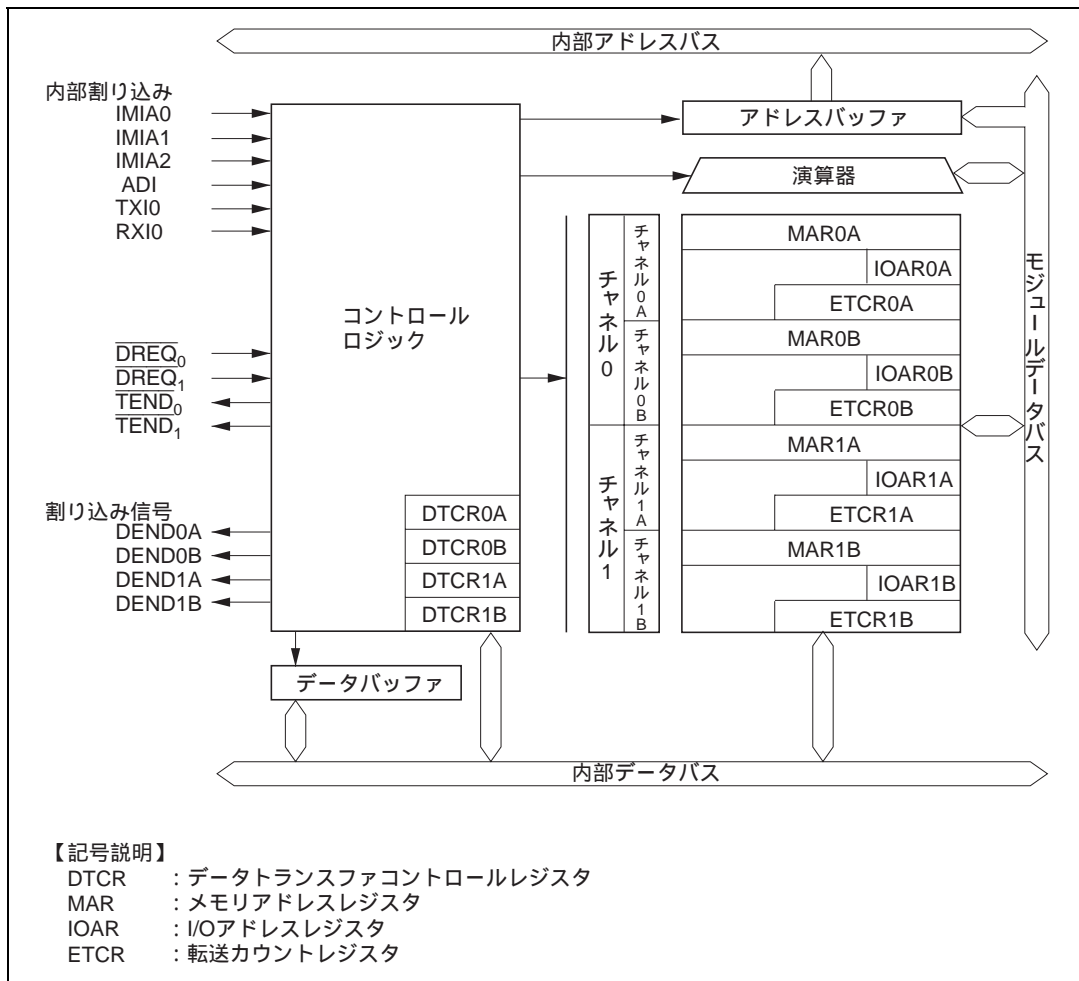 内部アドレスバス
内部割り込み
IMIA0
IMIA1
IMIA2
ADI
TXI0
RXI0
DREQ0
DREQ1
TEND0
TEND1
割り込み信号
DEND0A
DEND0B
DEND1A
DEND1B
コントロール
ロジック
DTCR0A
DTCR0B
DTCR1A
DTCR1B
データバッファ
アドレスバッファ
演算器
チャネル0
チャネル0A
チャネル0B
チャネル1
チャネル1A
チャネル1B
MAR0A
IOAR0A
ETCR0A
MAR0B
IOAR0B
ETCR0B
MAR1A
IOAR1A
ETCR1A
MAR1B
IOAR1B
ETCR1B
モジュールデータバス
内部データバス
【記号説明】
DTCR :データトランスファコントロールレジスタ
MAR :メモリアドレスレジスタ
IOAR :I/Oアドレスレジスタ
ETCR :転送カウントレジスタ